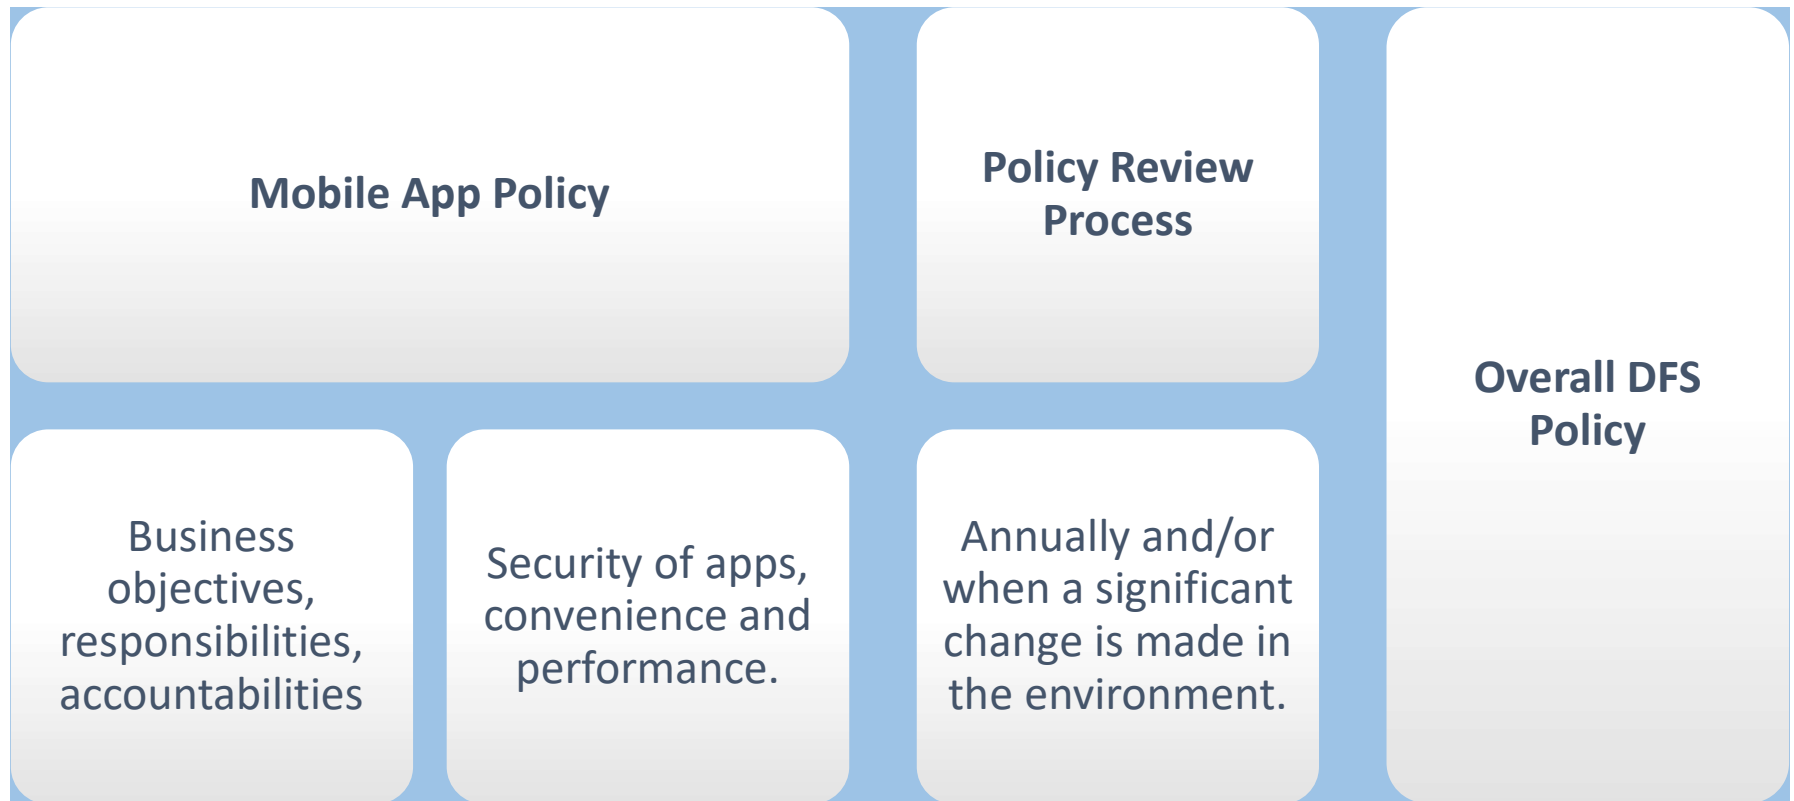 Mobile App Policy
Policy Review
Process
Overall DFS
Policy
Business
objectives,
responsibilities,
accountabilities
Security of apps,
convenience and
performance.
Annually and/or
when a significant
change is made in
the environment.